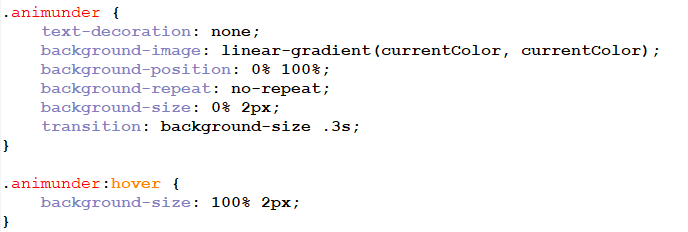 .animunder {
    text-decoration: none;
    background-image: linear-gradient(currentColor, currentColor);
    background-position: 0% 100%;
    background-repeat: no-repeat;
    background-size: 0% 2px;
    transition: background-size .3s;
}

.animunder:hover {
    background-size: 100% 2px;
}